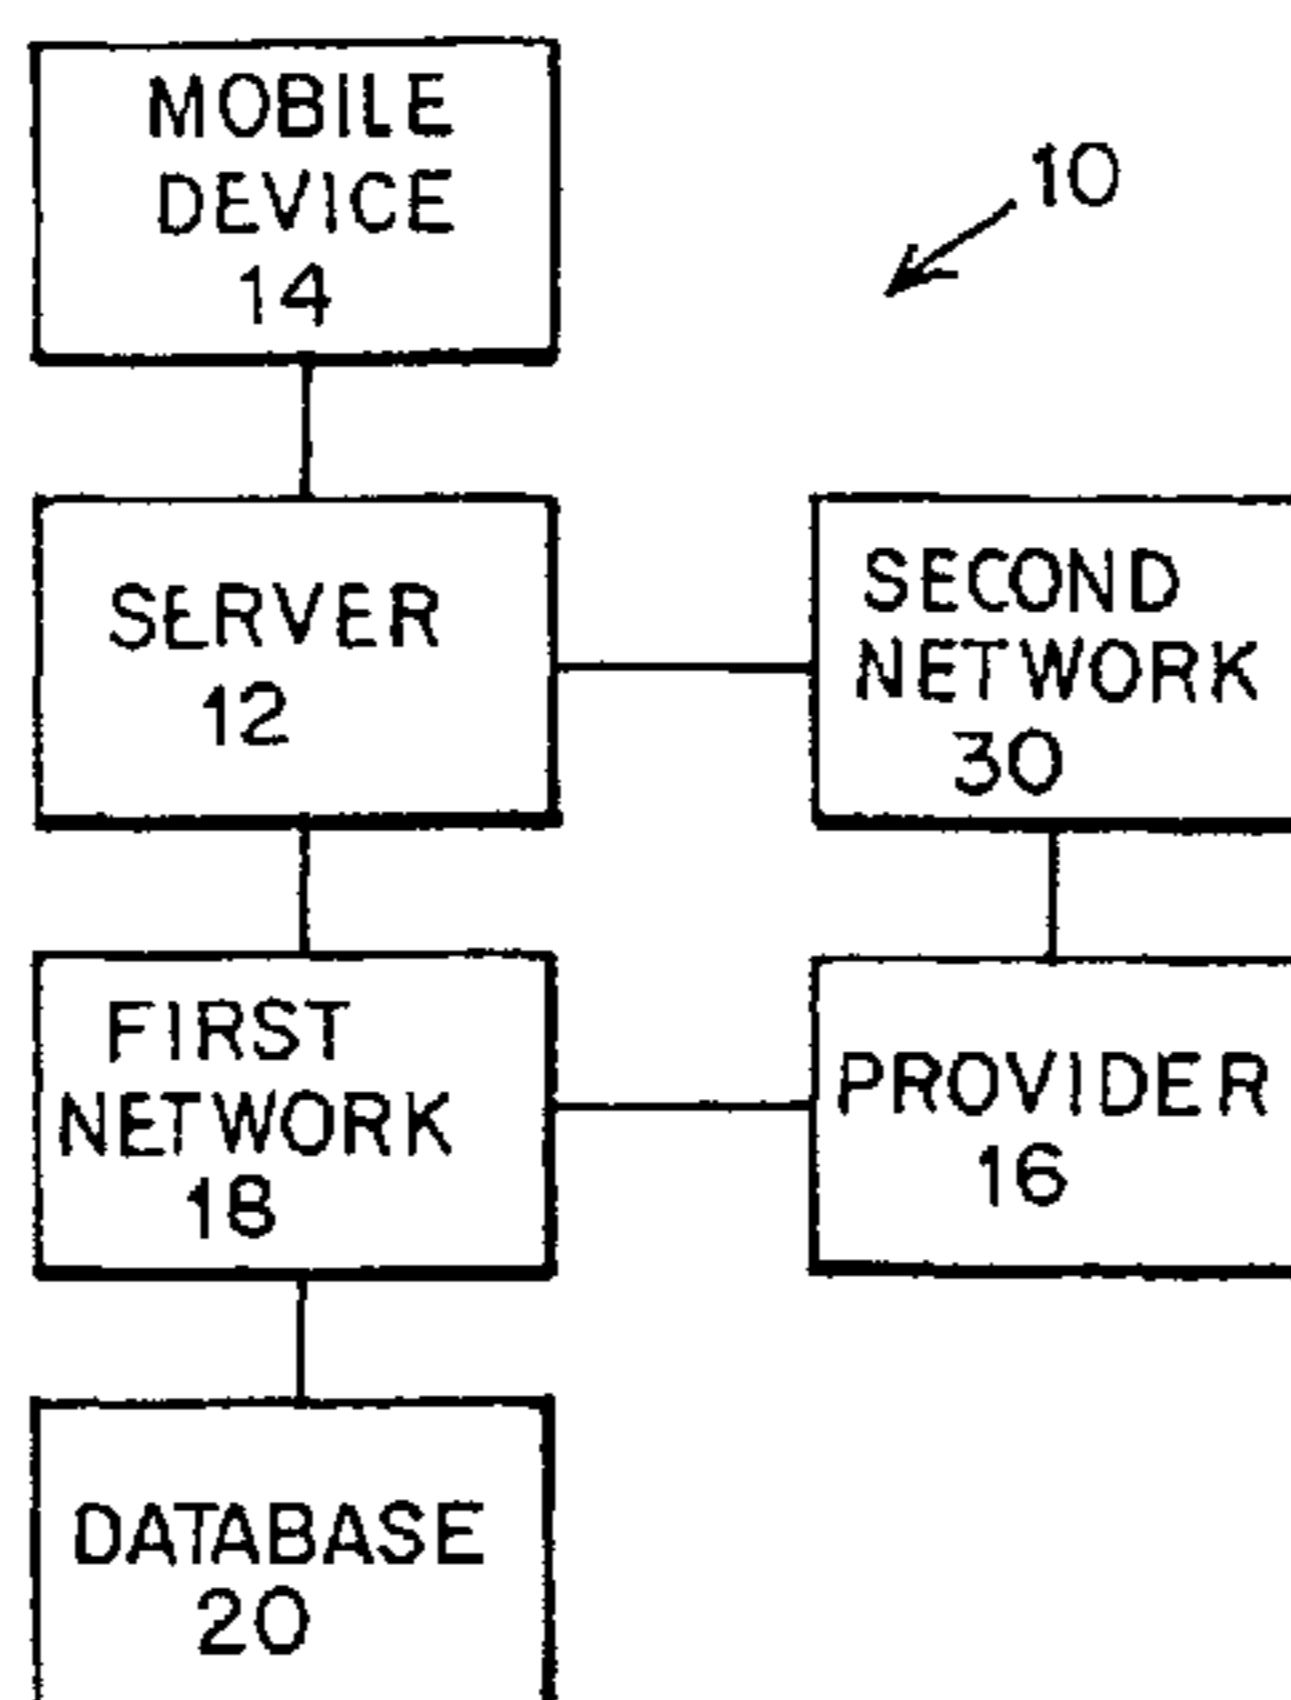 MOBILE
DEVICE
14
10
SERVER
12
SECOND
NETWORK
30
FIRST
NETWORK
18
PROVIDER
16
DATABASE
20